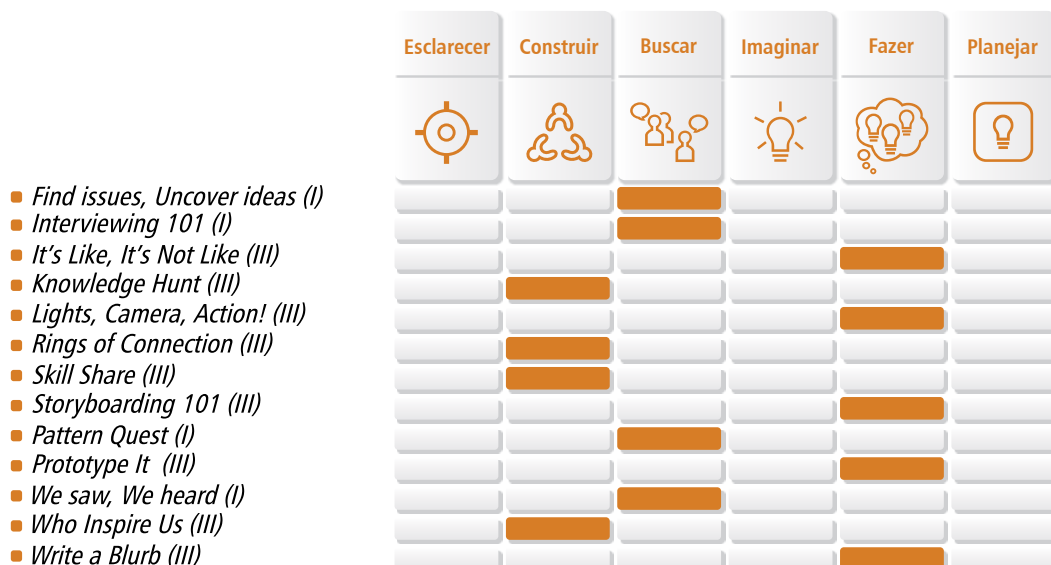 Esclarecer Construir Buscar Imaginar Fazer Planejar
Find issues, Uncover ideas (I)
Interviewing 101 (I)
It's Like, It's Not Like (III)
Knowledge Hunt (III)
Lights, Camera, Action! (III)
Rings of Connection (III)
Skill Share (III)
Storyboarding 101 (III)
Pattern Quest (I)
Prototype It (III)
We saw, We heard (I)
Who Inspire Us (III)
Write a Blurb (III)